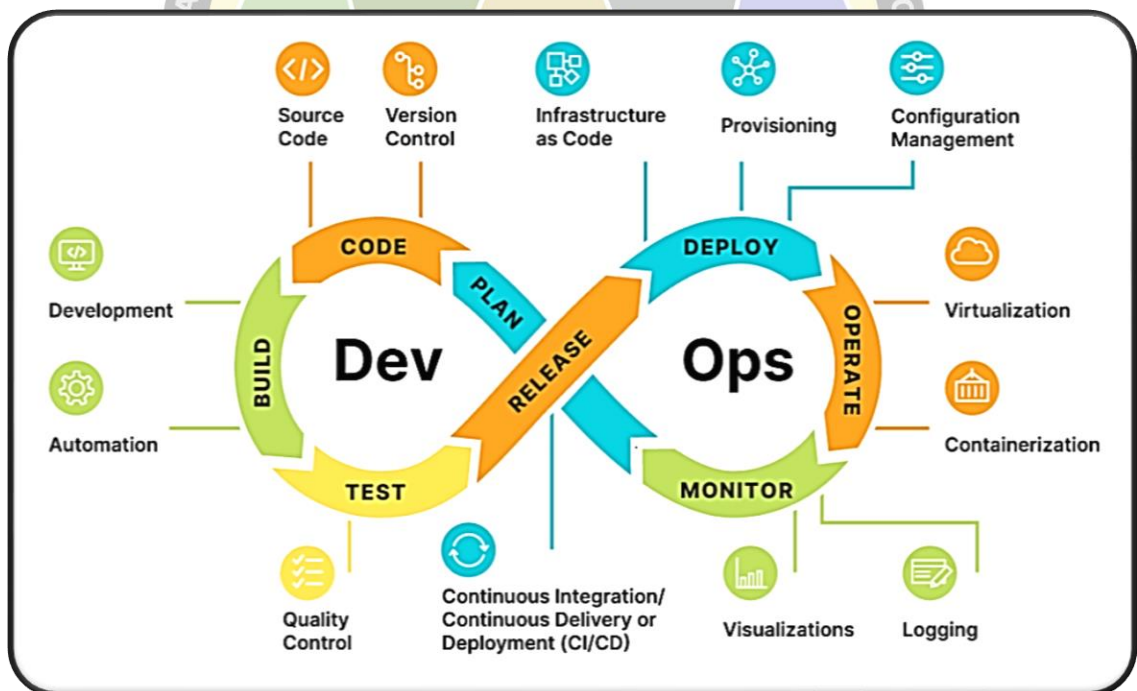 Source
Code
Version
Control
Infrastructure
as Code
Provisioning
Configuration
Management
CODE
PLAN
DEPLOY
Development
BUILD
Dev
RELEASE
Ops
OPERATE
Virtualization
Automation
Containerization
TEST
MONITOR
Quality
Control
Continuous Integration/
Continuous Delivery or
Deployment (CI/CD)
Visualizations
Logging